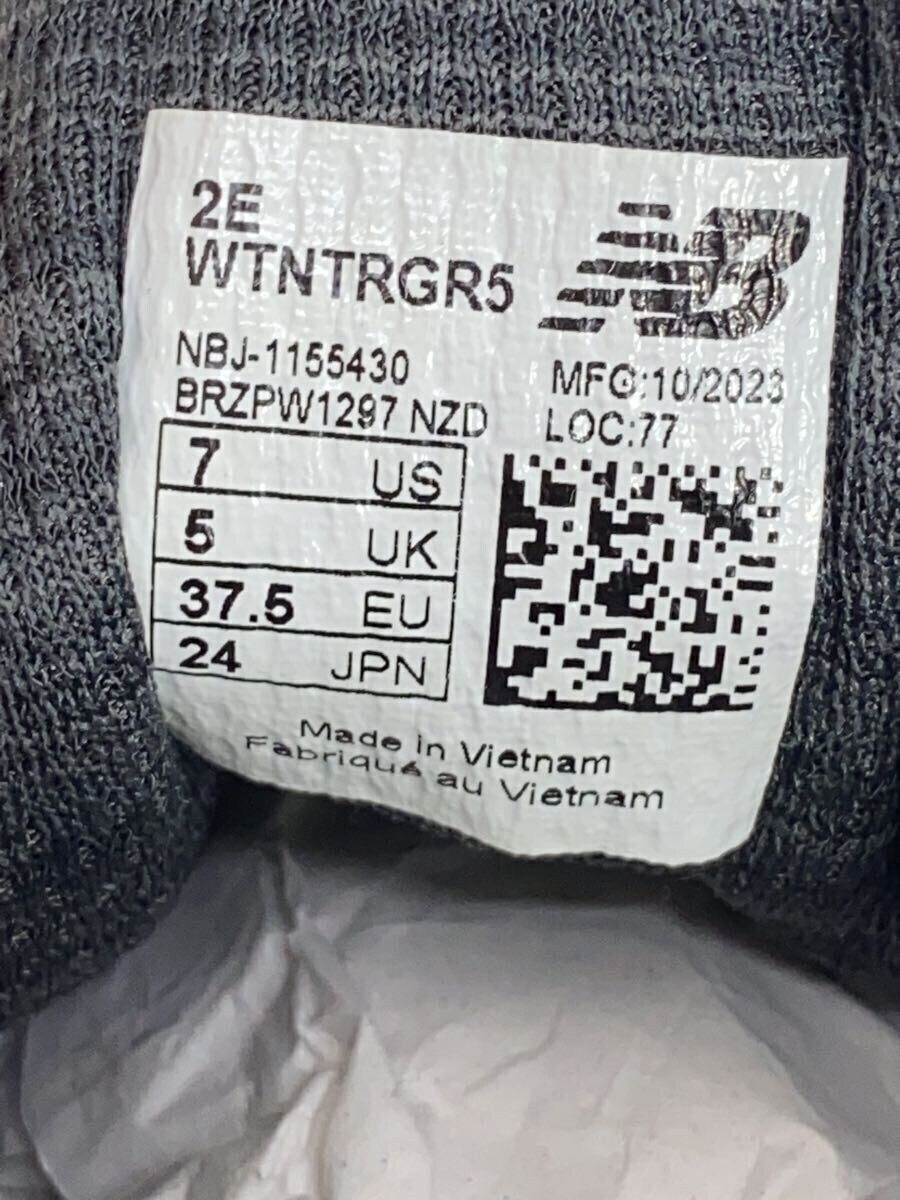 2E
WTNTRGR5
NB
NBJ-1155430
BRZPW1297 NZD
MFG:10/2023
LOC:77
7 US
5 UK
37.5 EU
24 JPN
Made in Vietnam
Fabriqué au Vietnam